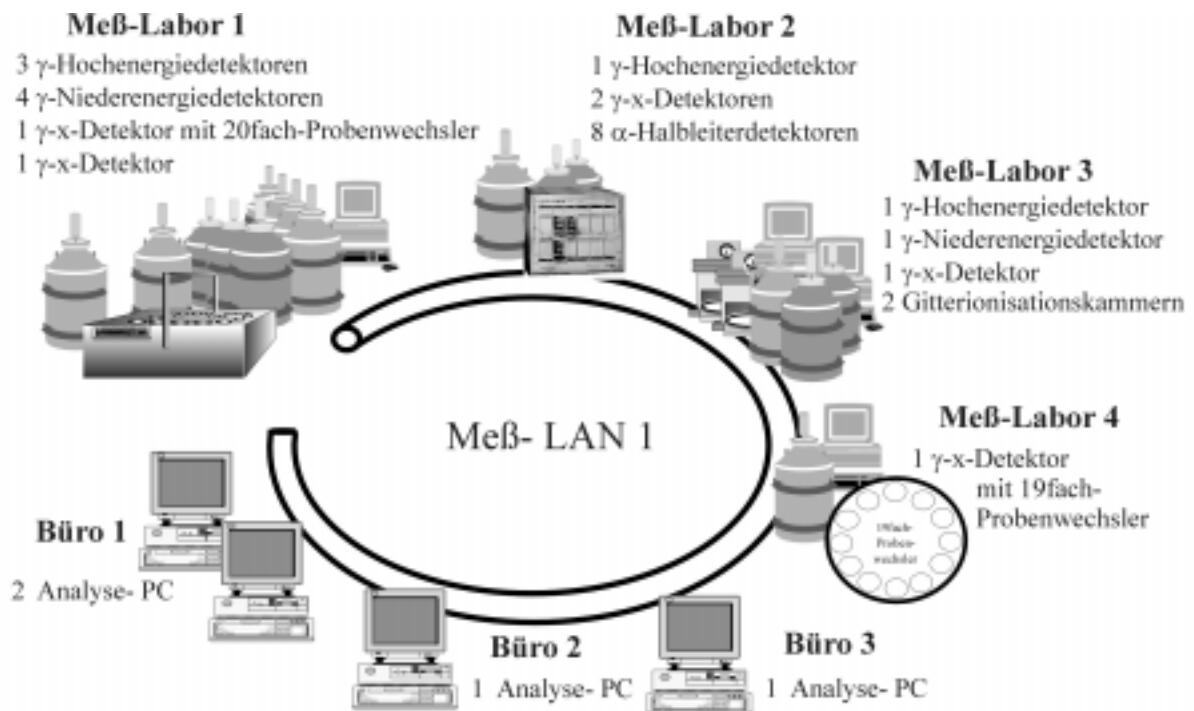 Meß-Labor 1
3 γ-Hochenergiedetektoren
4 γ-Niederenergiedetektoren
1 γ-x-Detektor mit 20fach-Probenwechsler
1 γ-x-Detektor
Meß-Labor 2
1 γ-Hochenergiedetektor
2 γ-x-Detektoren
8 α-Halbleiterdetektoren
Meß-Labor 3
1 γ-Hochenergiedetektor
1 γ-Niederenergiedetektor
1 γ-x-Detektor
2 Gitterionisationskammern
Meß-Labor 4
1 γ-x-Detektor
mit 19fach-
Probenwechsler
19fach-
Proben-
wechsler
Meß- LAN 1
Büro 1
2 Analyse- PC
Büro 2
1 Analyse- PC
Büro 3
1 Analyse- PC